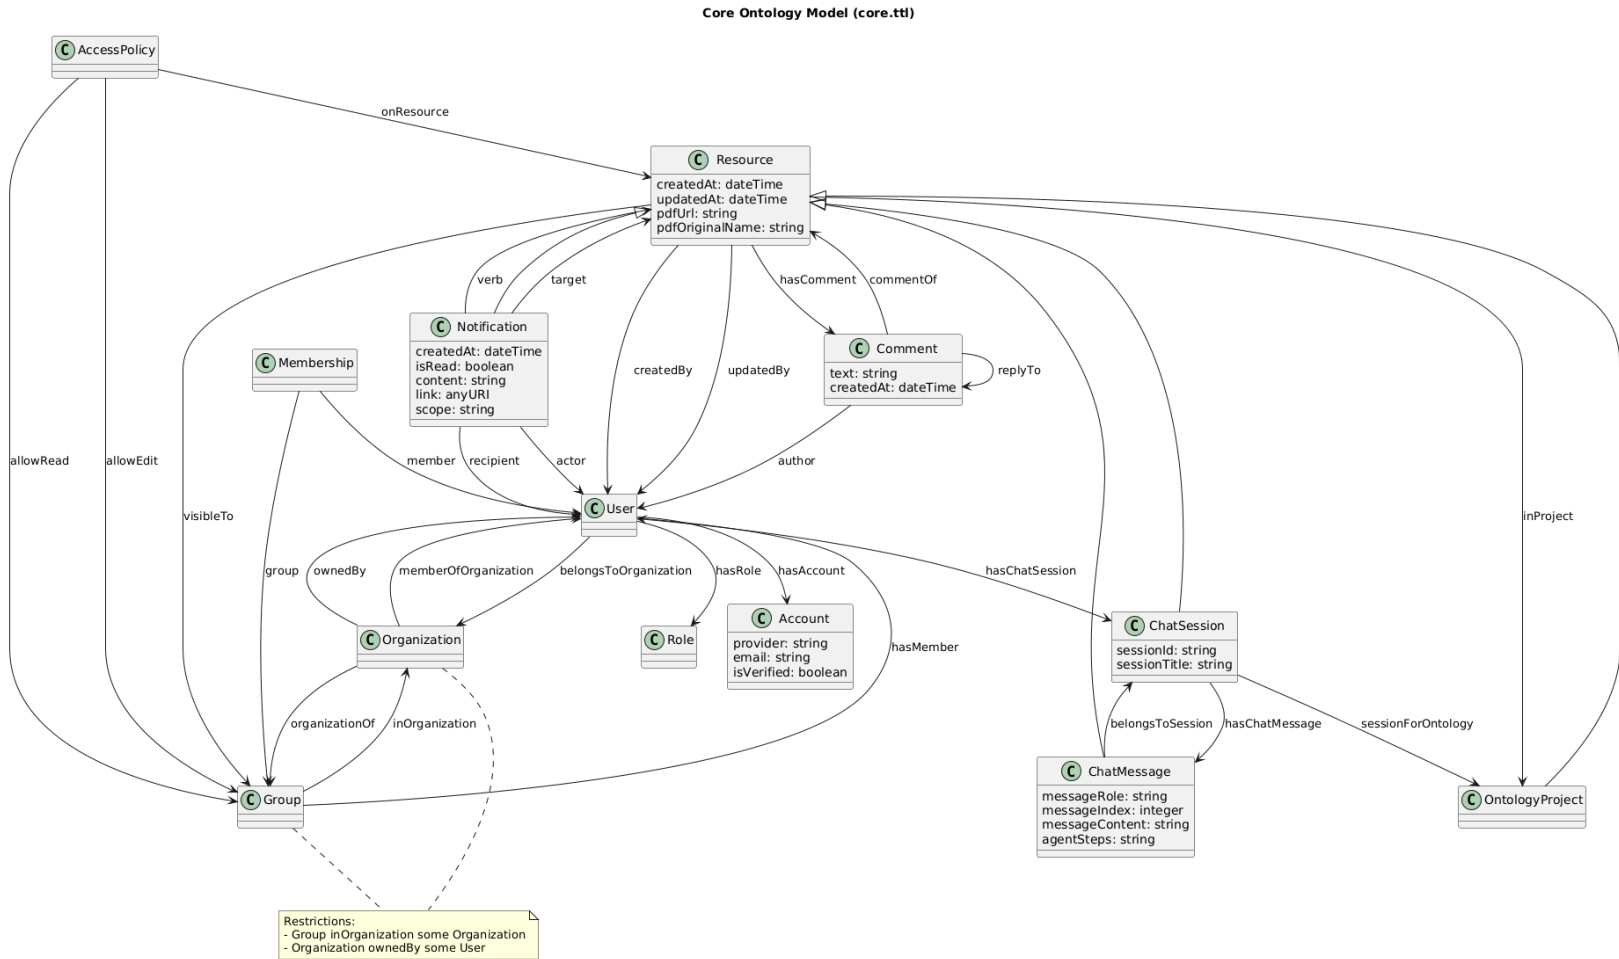 Core Ontology Model (core.ttl)
C AccessPolicy
onResource
C Resource
createdAt: dateTime
updatedAt: dateTime
pdfUrl: string
pdfOriginalName: string
verb
target
hasComment
commentOf
C Notification
createdAt: dateTime
isRead: boolean
content: string
link: anyURI
scope: string
C Membership
createdBy
updatedBy
C Comment
text: string
createdAt: dateTime
replyTo
allowRead
allowEdit
member
recipient
actor
author
visibleTo
inProject
C User
group
ownedBy
memberOfOrganization
belongsToOrganization
hasRole
hasAccount
hasChatSession
C Organization
C Role
C Account
provider: string
email: string
isVerified: boolean
hasMember
C ChatSession
sessionId: string
sessionTitle: string
organizationOf
inOrganization
belongsToSession
hasChatMessage
sessionForOntology
C Group
C ChatMessage
messageRole: string
messageIndex: integer
messageContent: string
agentSteps: string
C OntologyProject
Restrictions:
- Group inOrganization some Organization
- Organization ownedBy some User